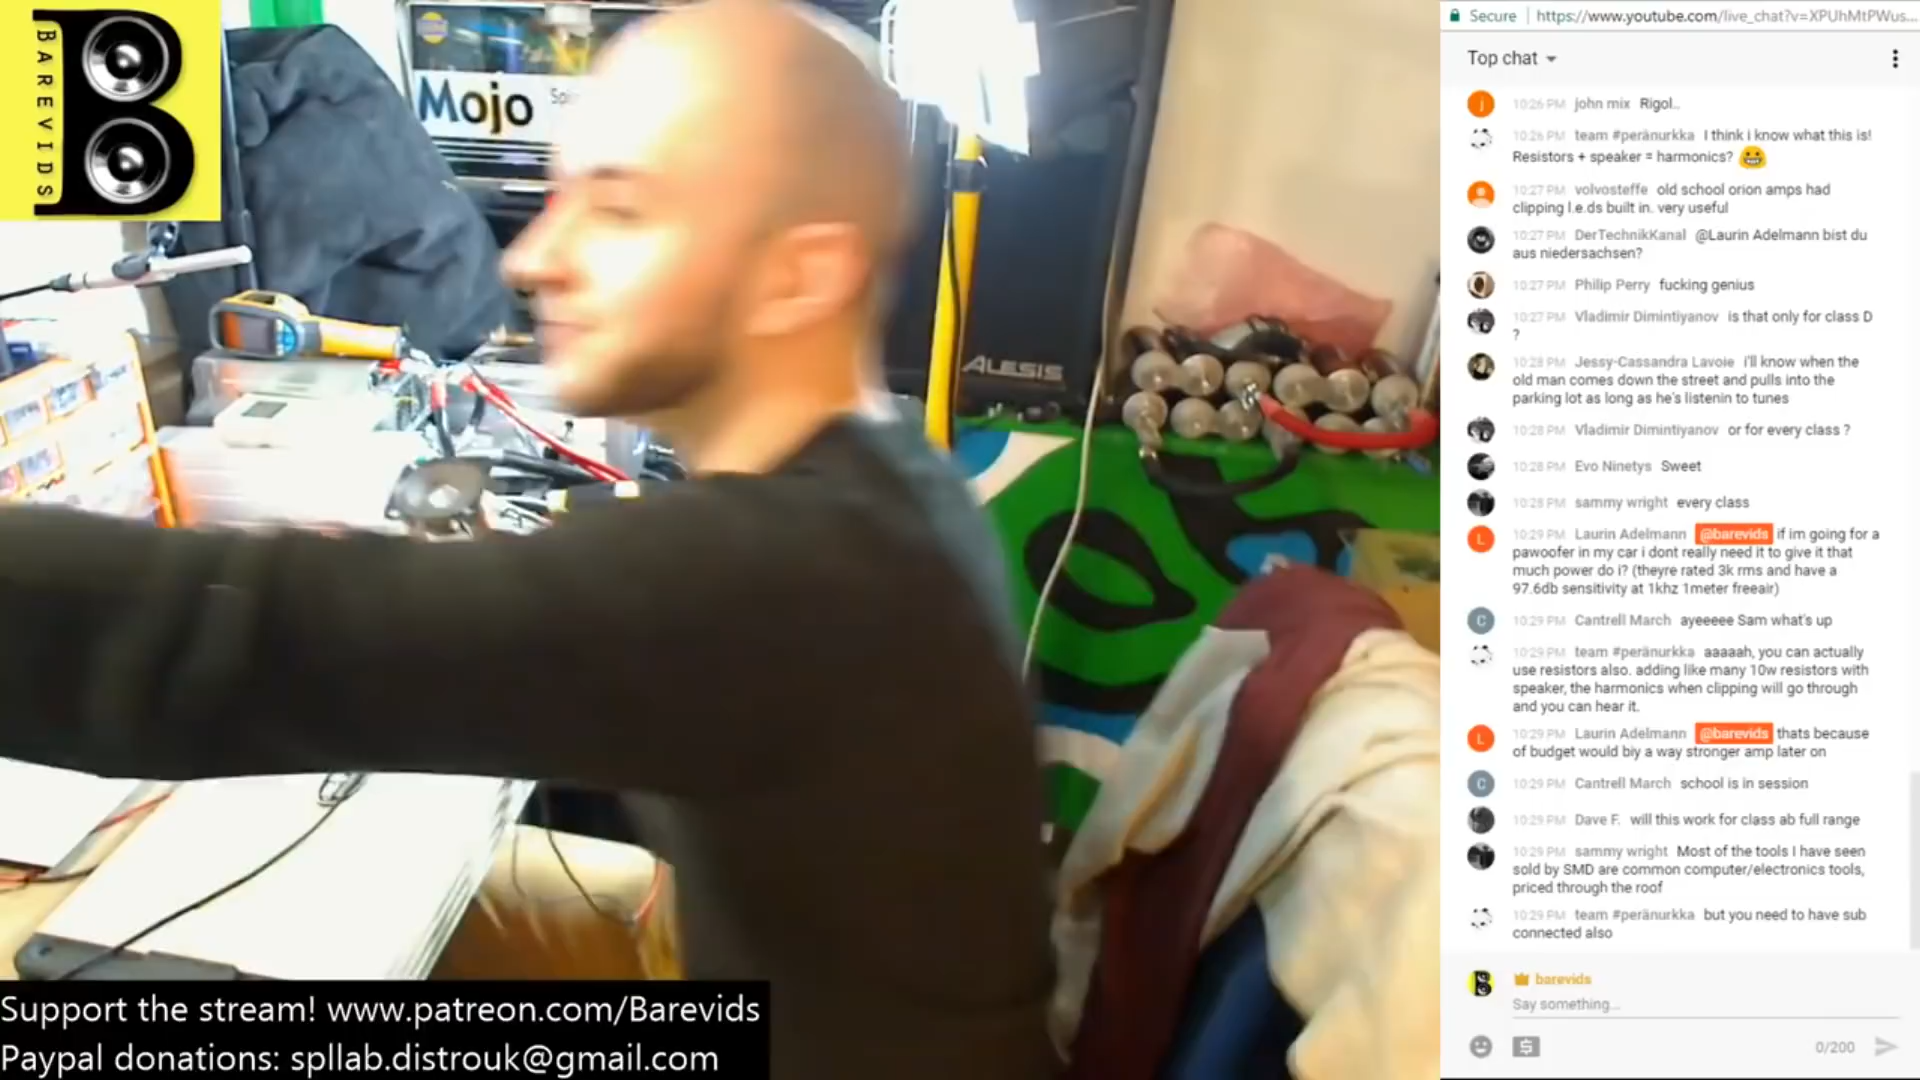 BAREVIDS
Mojo
ALESIS
Support the stream! www.patreon.com/Barevids
Paypal donations: spllab.distrouk@gmail.com
Secure https://www.youtube.com/live_chat?v=XPUhMtPWus...
Top chat
10:26 PM john mix Rigol..
10:26 PM team #peränurkka I think i know what this is!
Resistors + speaker = harmonics?
10:27 PM volvosteffe old school orion amps had
clipping l.e.ds built in. very useful
10:27 PM DerTechnikKanal @Laurin Adelmann bist du
aus niedersachsen?
10:27 PM Philip Perry fucking genius
10:27 PM Vladimir Dimintiyanov is that only for class D
?
10:28 PM Jessy-Cassandra Lavoie i'll know when the
old man comes down the street and pulls into the
parking lot as long as he's listenin to tunes
10:28 PM Vladimir Dimintiyanov or for every class ?
10:28 PM Evo Ninetys Sweet
10:28 PM sammy wright every class
10:29 PM Laurin Adelmann @barevids if im going for a
pawoofer in my car i dont really need it to give it that
much power do i? (theyre rated 3k rms and have a
97.6db sensitivity at 1khz 1meter freeair)
10:29 PM Cantrell March ayeeeee Sam what's up
10:29 PM team #peränurkka aaaaah, you can actually
use resistors also. adding like many 10w resistors with
speaker, the harmonics when clipping will go through
and you can hear it.
10:29 PM Laurin Adelmann @barevids thats because
of budget would biy a way stronger amp later on
10:29 PM Cantrell March school is in session
10:29 PM Dave F. will this work for class ab full range
10:29 PM sammy wright Most of the tools I have seen
sold by SMD are common computer/electronics tools,
priced through the roof
10:29 PM team #peränurkka but you need to have sub
connected also
barevids
Say something...
0/200